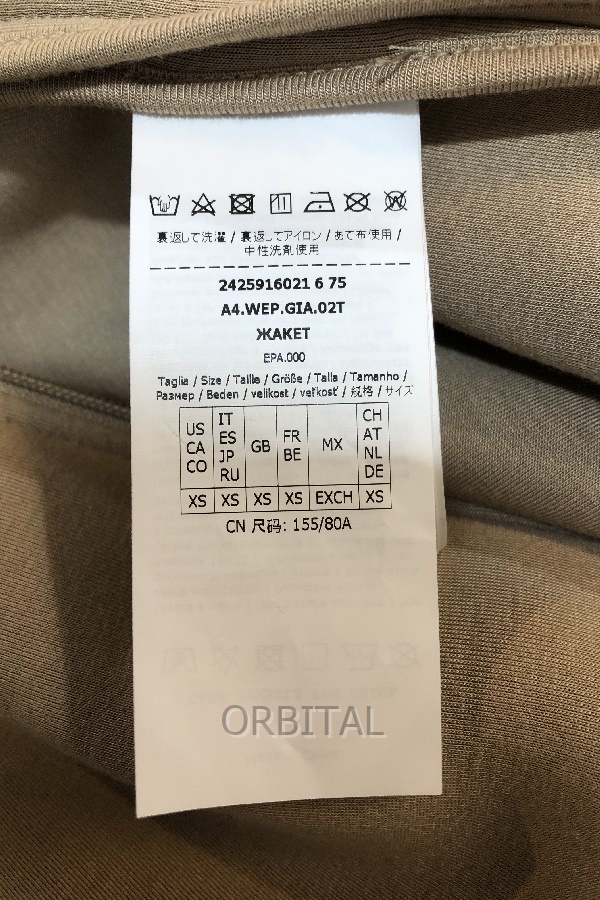 裏返して洗濯 / 裏返してアイロン / あて布使用 /
中性洗剤使用
2425916021 6 75
A4.WEP.GIA.02T
ЖАКЕТ
EPA.000
Taglia / Size / Taille / Größe / Talla / Tamanho /
Размер / Beden / velikost / veľkosť / 规格 / サイズ
US CA CO
IT ES JP RU
GB
FR BE
MX
CH AT NL DE
XS XS XS XS EXCH XS
CN 尺码: 155/80A
ORBITAL